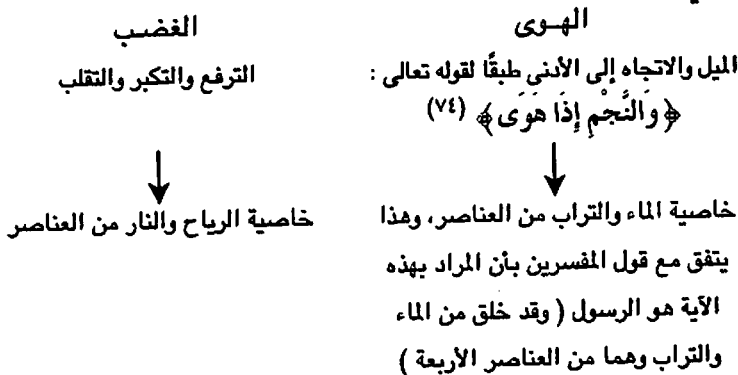 الهـوى
الميل والاتجاه إلى الأدنى طبقًا لقوله تعالى :
﴿ وَالنَّجْمِ إِذَا هَوَى ﴾ (٧٤)
خاصية الماء والتراب من العناصر، وهذا
يتفق مع قول المفسرين بأن المراد بهذه
الآية هو الرسول ( وقد خلق من الماء
والتراب وهما من العناصر الأربعة )
الغضـب
الترفع والتكبر والتقلب
خاصية الرياح والنار من العناصر